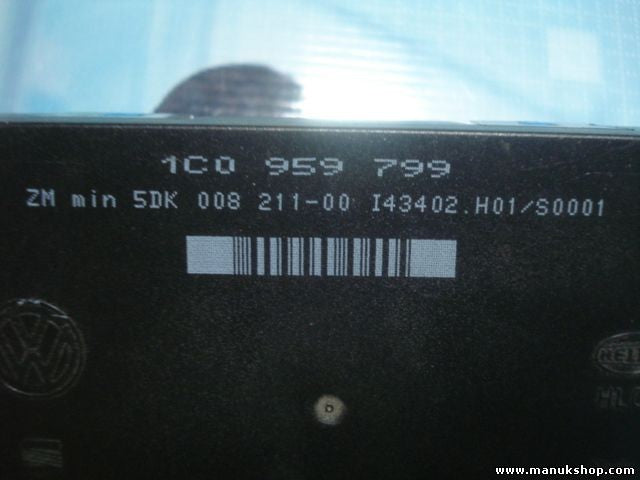 1C0 959 799
ZM min 5DK 008 211-00 I43402.H01/S0001
www.manukshop.com